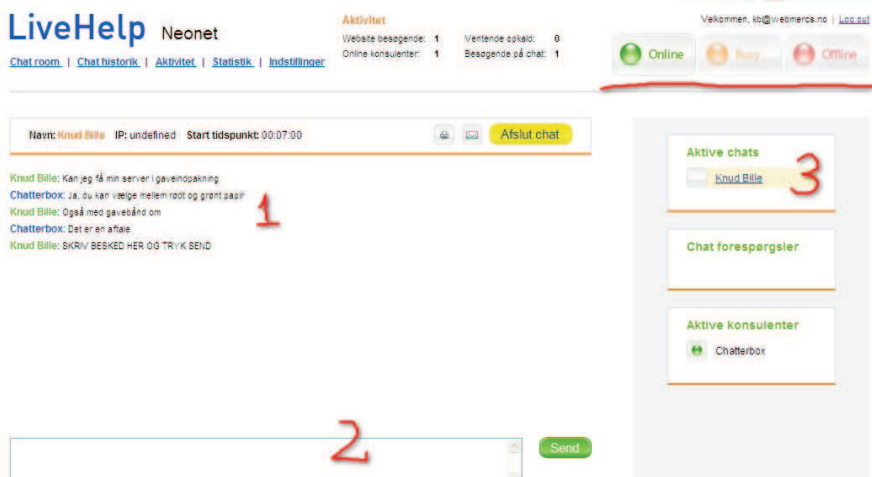 LiveHelp Neonet
Chat room | Chat historik | Aktivitet | Statistik | Indstillinger
Aktivitet
Website besøgende: 1 Ventende opkald: 0
Online konsulenter: 1 Besøgende på chat: 1
Velkommen, kb@webmercs.no | Log out
Online Busy Offline
Navn: Knud Bille IP: undefined Start tidspunkt: 00:07:00 Afslut chat
Knud Bille: Kan jeg få min server i gaveindpakning
Chatterbox: Ja, du kan vælge mellem rødt og grønt papir
Knud Bille: Også med gavebånd om
Chatterbox: Det er en aftale
Knud Bille: SKRIV BESKED HER OG TRYK SEND
1
2
Send
Aktive chats
Knud Bille
3
Chat forespørgsler
Aktive konsulenter
Chatterbox